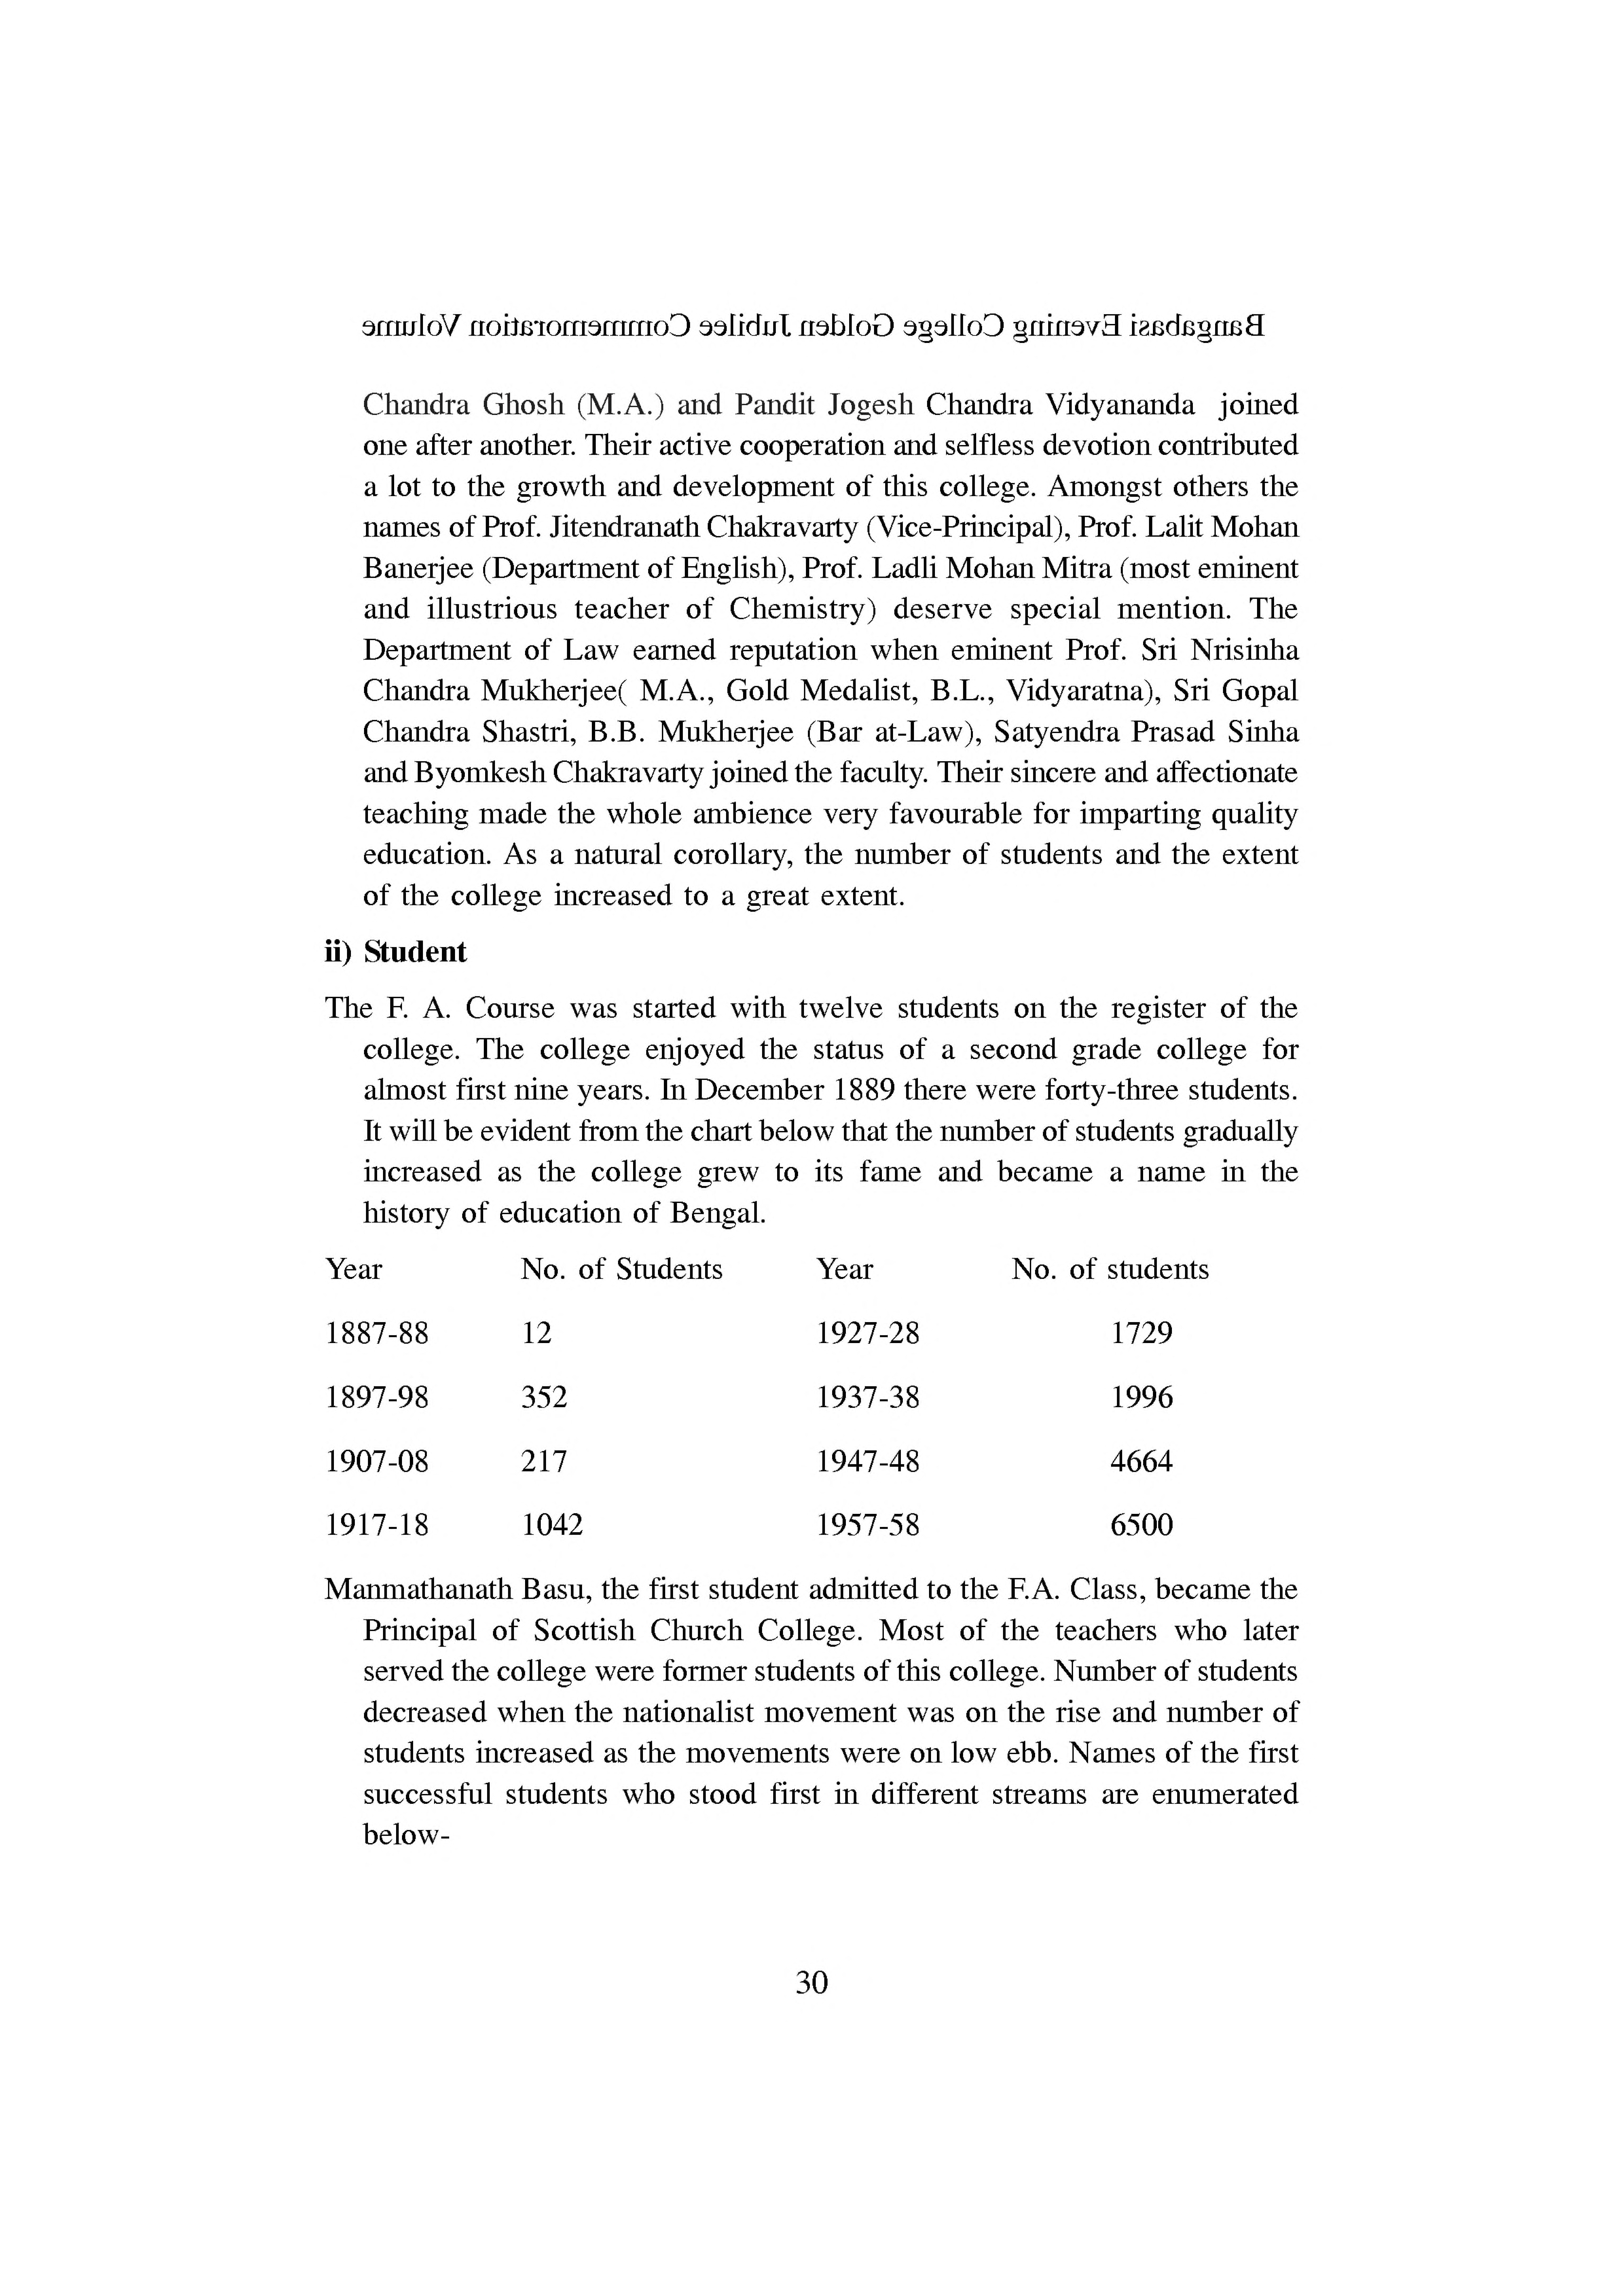 Bangabasi Evening College Golden Jubilee Commemoration Volume
Chandra Ghosh (M.A.) and Pandit Jogesh Chandra Vidyananda joined
one after another. Their active cooperation and selfless devotion contributed
a lot to the growth and development of this college. Amongst others the
names of Prof. Jitendranath Chakravarty (Vice-Principal), Prof. Lalit Mohan
Banerjee (Department of English), Prof. Ladli Mohan Mitra (most eminent
and illustrious teacher of Chemistry) deserve special mention. The
Department of Law earned reputation when eminent Prof. Sri Nrisinha
Chandra Mukherjee( M.A., Gold Medalist, B.L., Vidyaratna), Sri Gopal
Chandra Shastri, B.B. Mukherjee (Bar at-Law), Satyendra Prasad Sinha
and Byomkesh Chakravarty joined the faculty. Their sincere and affectionate
teaching made the whole ambience very favourable for imparting quality
education. As a natural corollary, the number of students and the extent
of the college increased to a great extent.
ii) Student
The F. A. Course was started with twelve students on the register of the
college. The college enjoyed the status of a second grade college for
almost first nine years. In December 1889 there were forty-three students.
It will be evident from the chart below that the number of students gradually
increased as the college grew to its fame and became a name in the
history of education of Bengal.
Year No. of Students Year No. of students
1887-88 12 1927-28 1729
1897-98 352 1937-38 1996
1907-08 217 1947-48 4664
1917-18 1042 1957-58 6500
Manmathanath Basu, the first student admitted to the F.A. Class, became the
Principal of Scottish Church College. Most of the teachers who later
served the college were former students of this college. Number of students
decreased when the nationalist movement was on the rise and number of
students increased as the movements were on low ebb. Names of the first
successful students who stood first in different streams are enumerated
below-
30